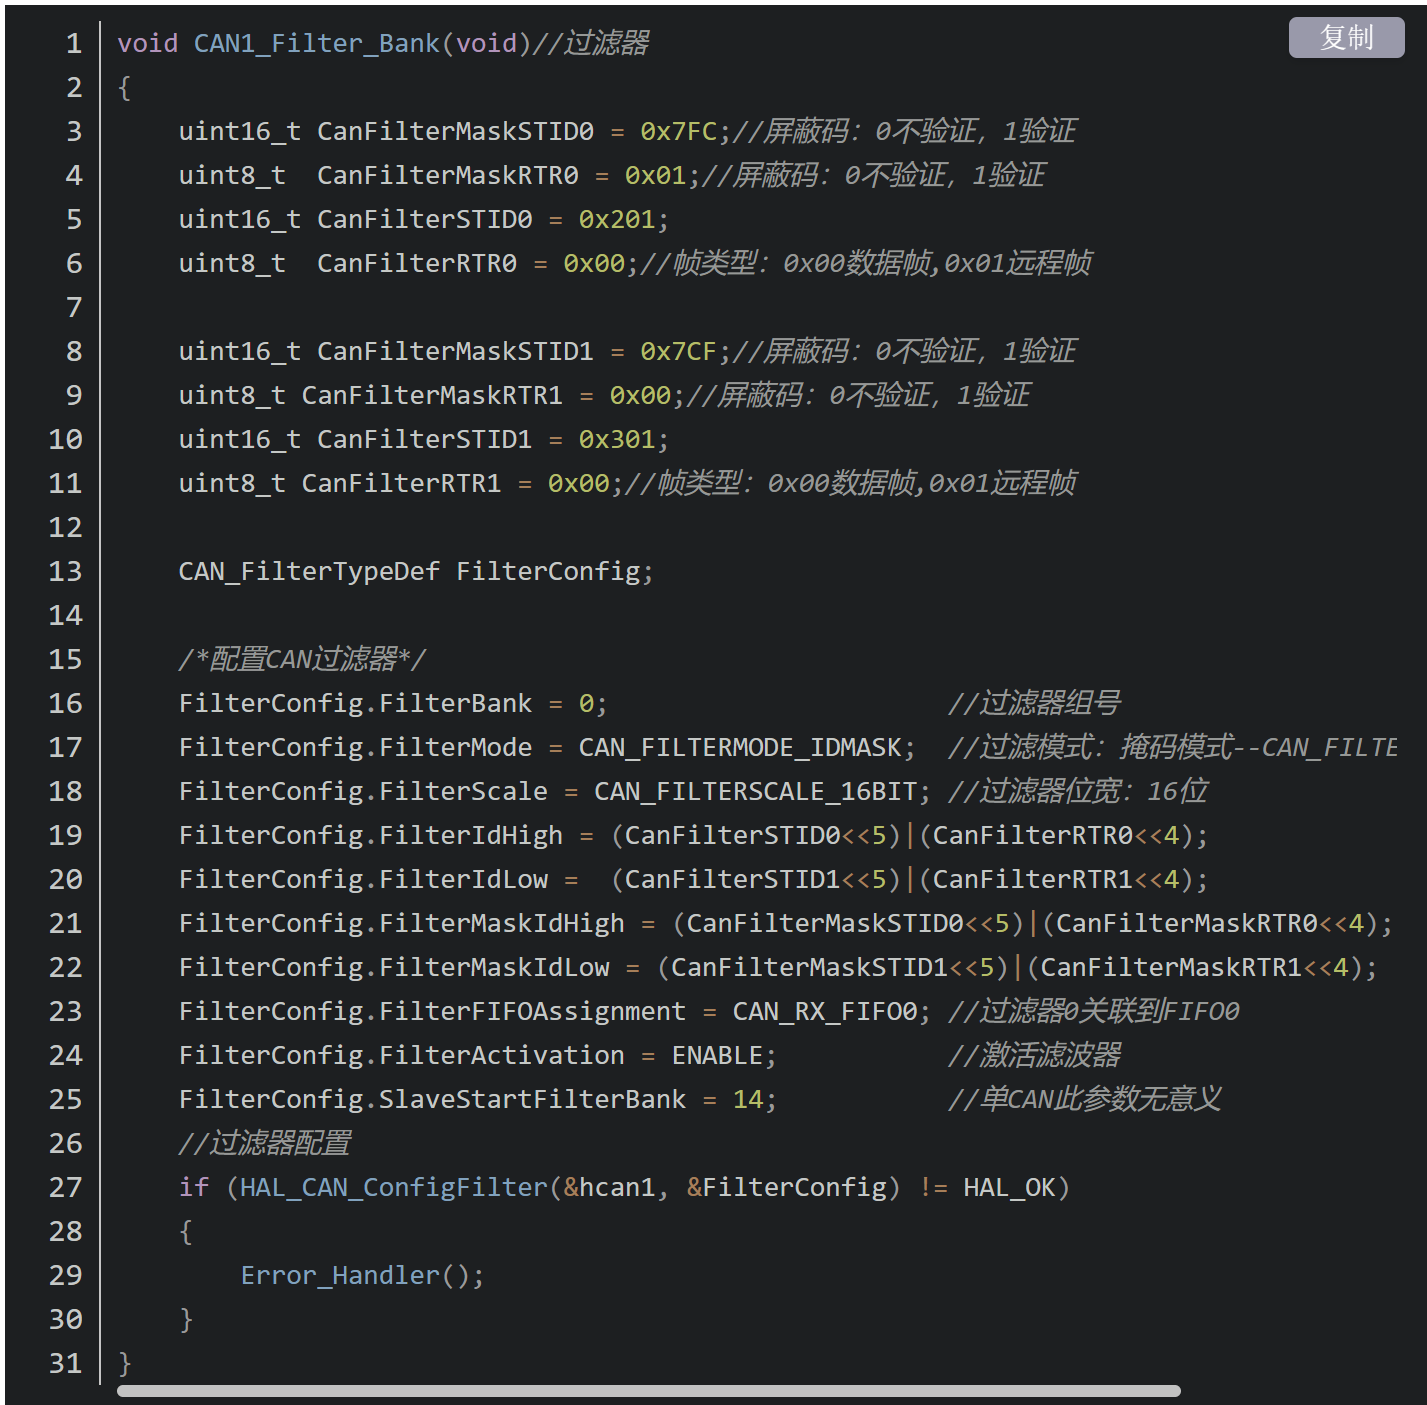 复制
1 void CAN1_Filter_Bank(void)//过滤器
2 {
3     uint16_t CanFilterMaskSTID0 = 0x7FC;//屏蔽码：0不验证，1验证
4     uint8_t  CanFilterMaskRTR0 = 0x01;//屏蔽码：0不验证，1验证
5     uint16_t CanFilterSTID0 = 0x201;
6     uint8_t  CanFilterRTR0 = 0x00;//帧类型：0x00数据帧,0x01远程帧
7
8     uint16_t CanFilterMaskSTID1 = 0x7CF;//屏蔽码：0不验证，1验证
9     uint8_t CanFilterMaskRTR1 = 0x00;//屏蔽码：0不验证，1验证
10     uint16_t CanFilterSTID1 = 0x301;
11     uint8_t CanFilterRTR1 = 0x00;//帧类型：0x00数据帧,0x01远程帧
12
13     CAN_FilterTypeDef FilterConfig;
14
15     /*配置CAN过滤器*/
16     FilterConfig.FilterBank = 0;                      //过滤器组号
17     FilterConfig.FilterMode = CAN_FILTERMODE_IDMASK;  //过滤模式：掩码模式--CAN_FILTE
18     FilterConfig.FilterScale = CAN_FILTERSCALE_16BIT; //过滤器位宽：16位
19     FilterConfig.FilterIdHigh = (CanFilterSTID0<<5)|(CanFilterRTR0<<4);
20     FilterConfig.FilterIdLow =  (CanFilterSTID1<<5)|(CanFilterRTR1<<4);
21     FilterConfig.FilterMaskIdHigh = (CanFilterMaskSTID0<<5)|(CanFilterMaskRTR0<<4);
22     FilterConfig.FilterMaskIdLow = (CanFilterMaskSTID1<<5)|(CanFilterMaskRTR1<<4);
23     FilterConfig.FilterFIFOAssignment = CAN_RX_FIFO0; //过滤器0关联到FIFO0
24     FilterConfig.FilterActivation = ENABLE;           //激活滤波器
25     FilterConfig.SlaveStartFilterBank = 14;           //单CAN此参数无意义
26     //过滤器配置
27     if (HAL_CAN_ConfigFilter(&hcan1, &FilterConfig) != HAL_OK)
28     {
29         Error_Handler();
30     }
31 }